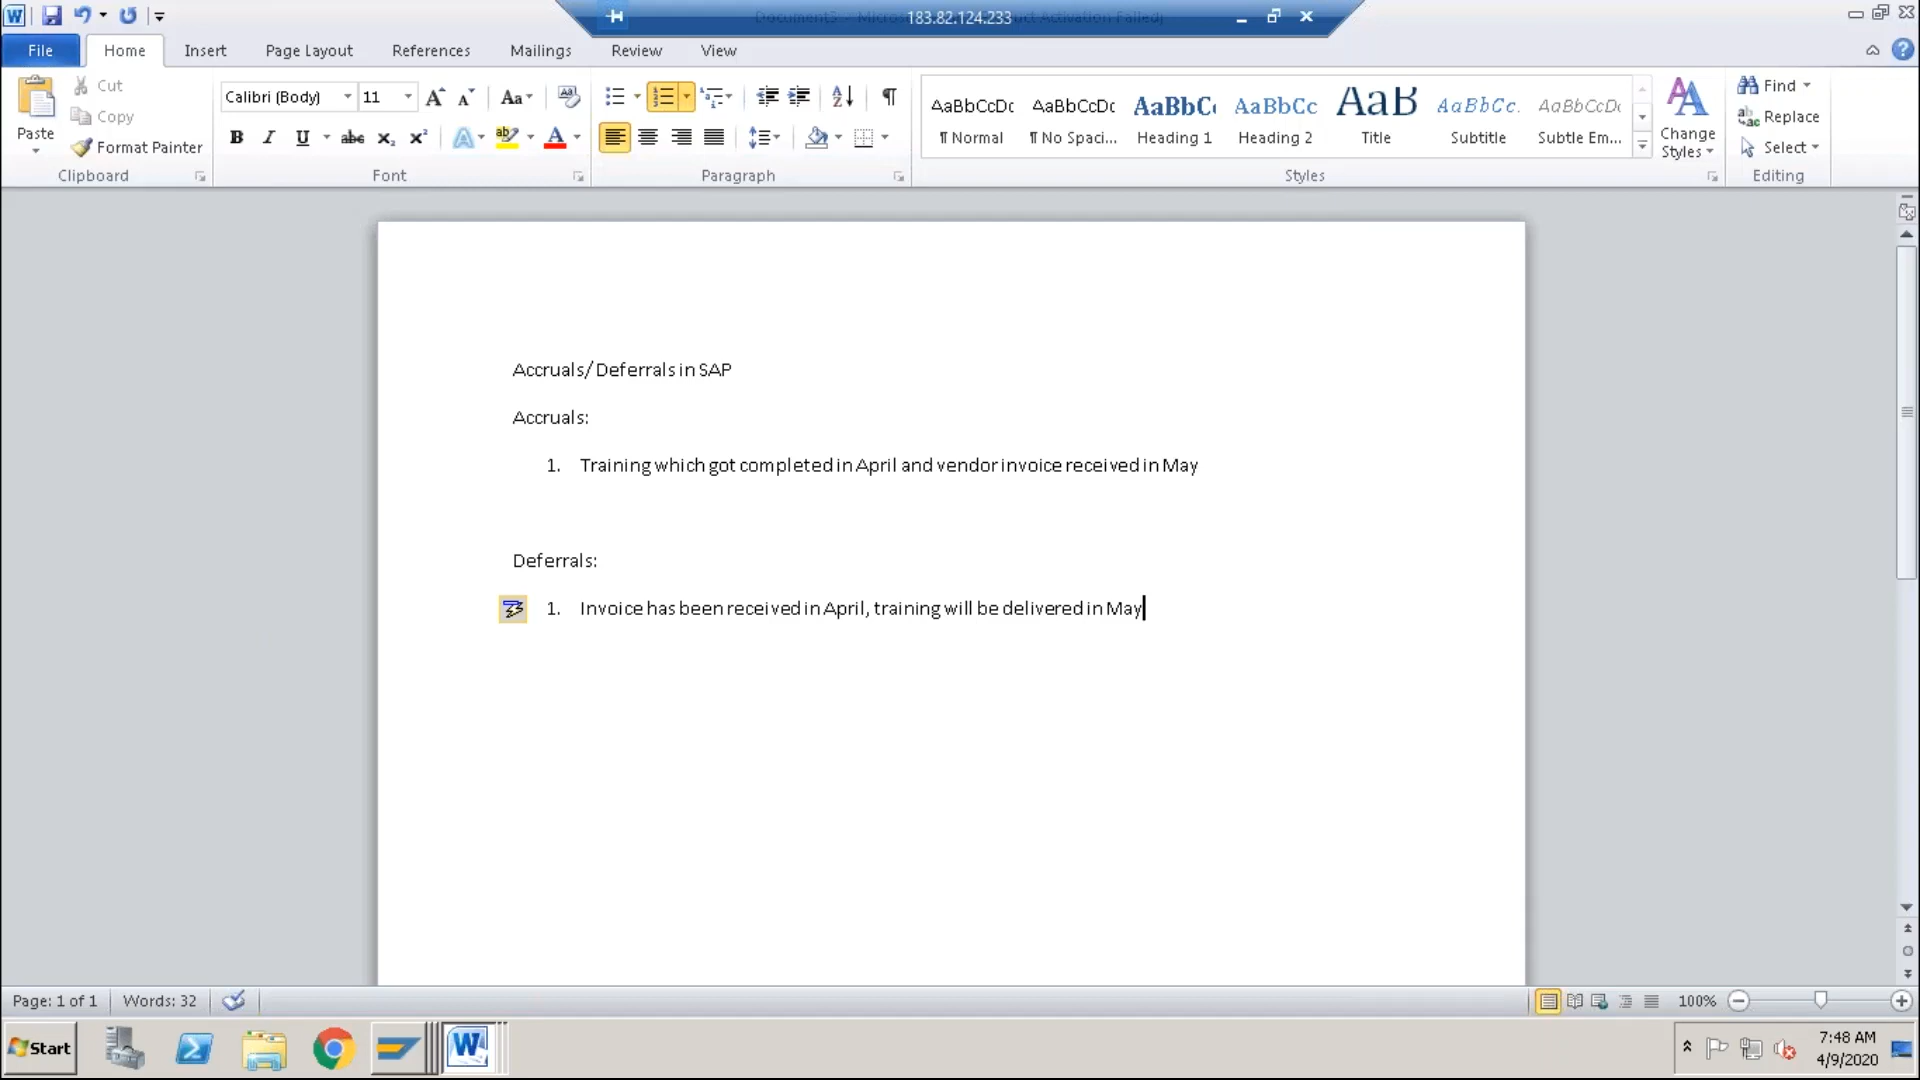 183.82.124.233
File Home Insert Page Layout References Mailings Review View
Cut
Copy
Paste
Format Painter
Clipboard
Calibri (Body) 11
Font
Paragraph
AaBbCcDc AaBbCcDc AaBbC AaBbCc AaB AaBbCc. AaBbCcDc
¶ Normal ¶ No Spaci... Heading 1 Heading 2 Title Subtitle Subtle Em...
Change Styles
Styles
Find
Replace
Select
Editing
Accruals/ Deferrals in SAP
Accruals:
1. Training which got completed in April and vendor invoice received in May
Deferrals:
1. Invoice has been received in April, training will be delivered in May
Page: 1 of 1 Words: 32 100%
Start
7:48 AM
4/9/2020